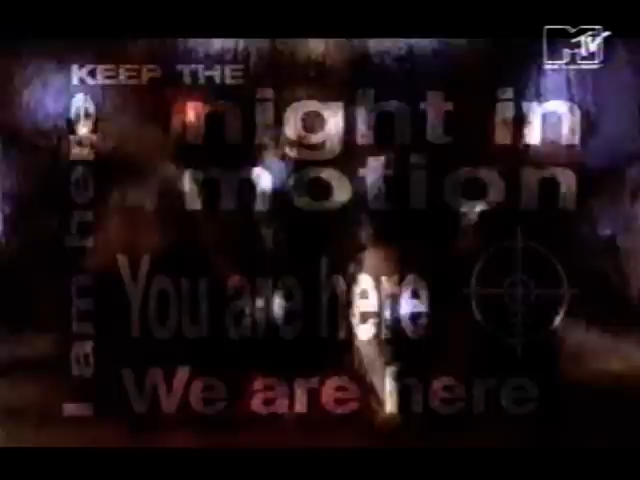 MTV
KEEP THE
night in
motion
I am here
You are here
We are here